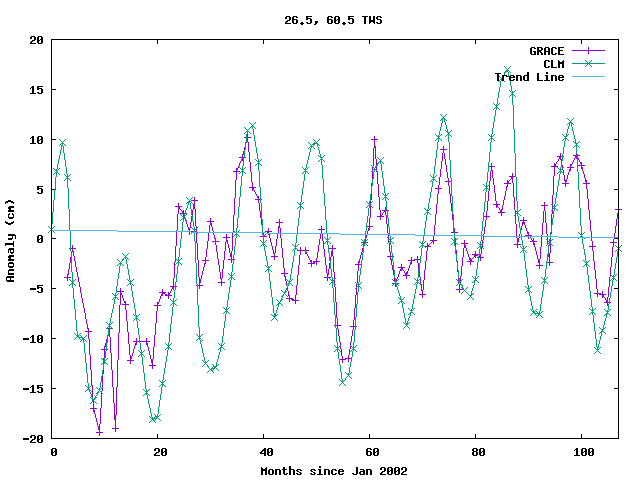 26.5, 60.5 TWS
GRACE
CLM
Trend Line
20
15
10
5
0
-5
-10
-15
-20
Anomaly (cm)
0 20 40 60 80 100
Months since Jan 2002